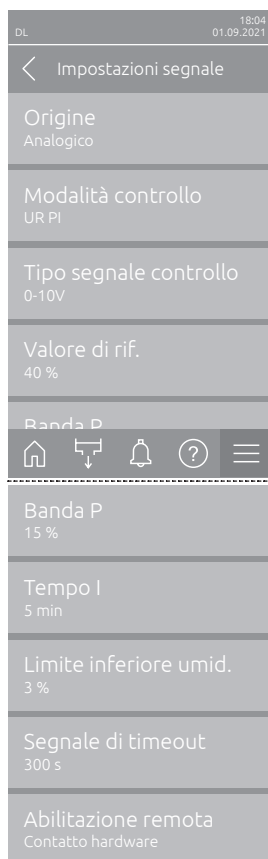 18:04
DL 01.09.2021
Impostazioni segnale
Origine
Analogico
Modalità controllo
UR PI
Tipo segnale controllo
0-10V
Valore di rif.
40 %
Banda P
Banda P
15 %
Tempo I
5 min
Limite inferiore umid.
3 %
Segnale di timeout
300 s
Abilitazione remota
Contatto hardware